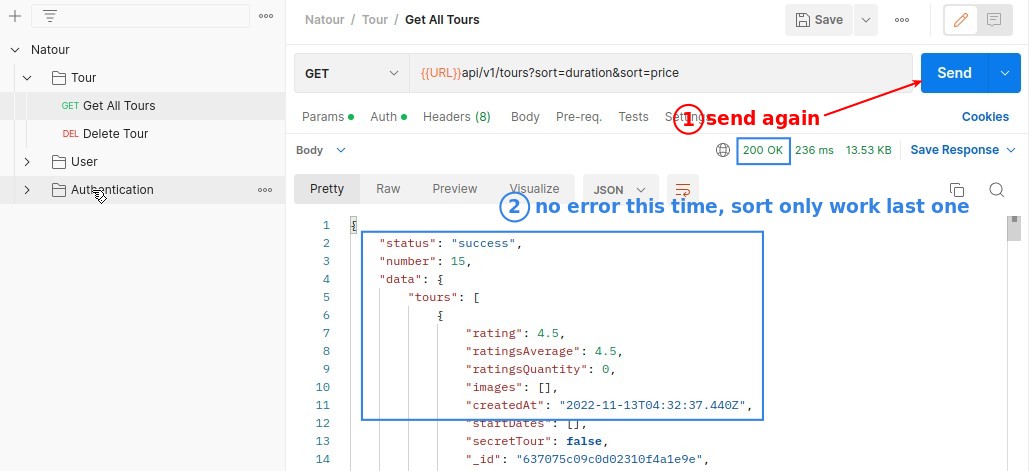 Natour / Tour / Get All Tours
Save
Natour
Tour
GET Get All Tours
DEL Delete Tour
User
Authentication
GET
{{URL}}api/v1/tours?sort=duration&sort=price
Send
Params
Auth
Headers (8)
Body
Pre-req.
Tests
Settings
Cookies
1 send again
Body
200 OK
236 ms
13.53 KB
Save Response
Pretty
Raw
Preview
Visualize
JSON
2 no error this time, sort only work last one
1 {
2 "status": "success",
3 "number": 15,
4 "data": {
5 "tours": [
6 {
7 "rating": 4.5,
8 "ratingsAverage": 4.5,
9 "ratingsQuantity": 0,
10 "images": [],
11 "createdAt": "2022-11-13T04:32:37.440Z",
12 "startDates": [],
13 "secretTour": false,
14 "_id": "637075c09c0d02310f4a1e9e",